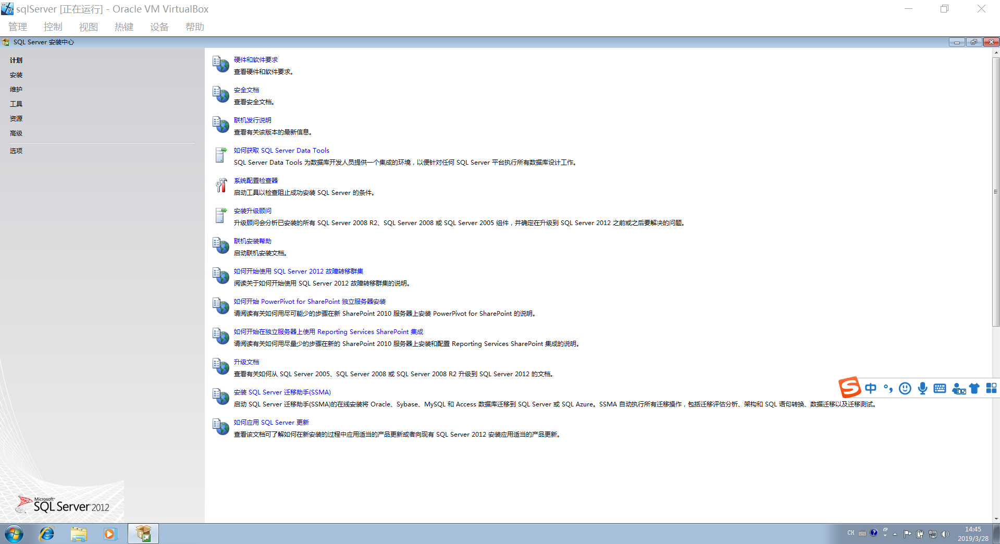 sqlServer [正在运行] - Oracle VM VirtualBox
管理 控制 视图 热键 设备 帮助
SQL Server 安装中心
计划
安装
维护
工具
资源
高级
选项
硬件和软件要求
查看硬件和软件要求。
安全文档
查看安全文档。
联机发行说明
查看有关该版本的最新信息。
如何获取 SQL Server Data Tools
SQL Server Data Tools 为数据库开发人员提供一个集成的环境，以便针对任何 SQL Server 平台执行所有数据库设计工作。
系统配置检查器
启动工具以检查阻止成功安装 SQL Server 的条件。
安装升级顾问
升级顾问会分析已安装的所有 SQL Server 2008 R2、SQL Server 2008 或 SQL Server 2005 组件，并确定在升级到 SQL Server 2012 之前或之后要解决的问题。
联机安装帮助
启动联机安装文档。
如何开始使用 SQL Server 2012 故障转移群集
阅读关于如何开始使用 SQL Server 2012 故障转移群集的说明。
如何开始 PowerPivot for SharePoint 独立服务器安装
请阅读有关如何用尽可能少的步骤在新 SharePoint 2010 服务器上安装 PowerPivot for SharePoint 的说明。
如何开始在独立服务器上使用 Reporting Services SharePoint 集成
请阅读有关如何用尽量少的步骤在新的 SharePoint 2010 服务器上安装和配置 Reporting Services SharePoint 集成的说明。
升级文档
查看有关如何从 SQL Server 2005、SQL Server 2008 或 SQL Server 2008 R2 升级到 SQL Server 2012 的文档。
安装 SQL Server 迁移助手(SSMA)
启动 SQL Server 迁移助手(SSMA)的在线安装将 Oracle、Sybase、MySQL 和 Access 数据库迁移到 SQL Server 或 SQL Azure。SSMA 自动执行所有迁移操作，包括迁移评估分析、架构和 SQL 语句转换、数据迁移以及迁移测试。
如何应用 SQL Server 更新
查看该文档可了解如何在新安装的过程中应用适当的产品更新或者向现有 SQL Server 2012 安装应用适当的产品更新。
中
35
Microsoft
SQL Server 2012
CH
14:45
2019/3/28